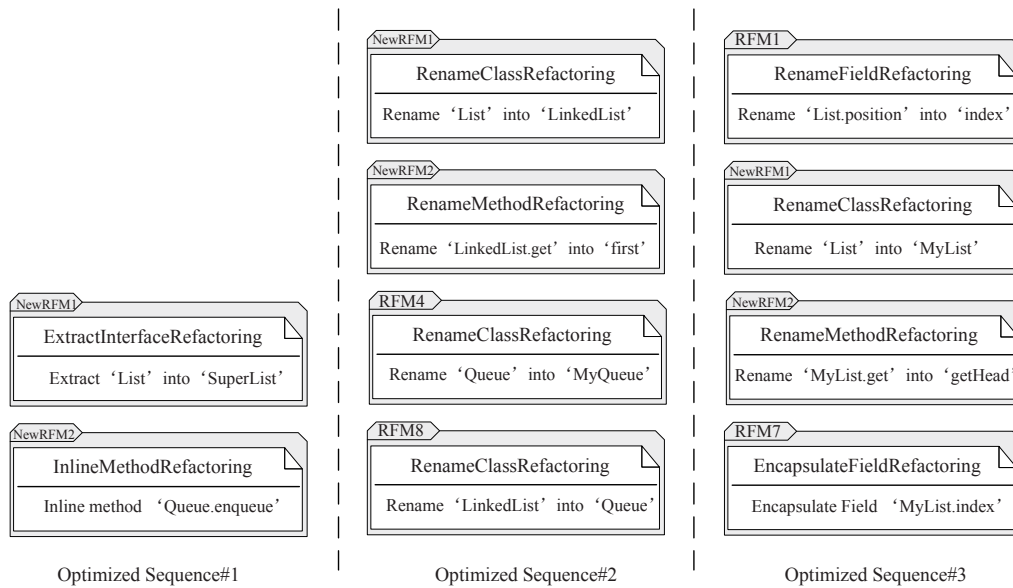 NewRFM1
ExtractInterfaceRefactoring
Extract ‘List’ into ‘SuperList’
NewRFM2
InlineMethodRefactoring
Inline method ‘Queue.enqueue’
Optimized Sequence#1
NewRFM1
RenameClassRefactoring
Rename ‘List’ into ‘LinkedList’
NewRFM2
RenameMethodRefactoring
Rename ‘LinkedList.get’ into ‘first’
RFM4
RenameClassRefactoring
Rename ‘Queue’ into ‘MyQueue’
RFM8
RenameClassRefactoring
Rename ‘LinkedList’ into ‘Queue’
Optimized Sequence#2
RFM1
RenameFieldRefactoring
Rename ‘List.position’ into ‘index’
NewRFM1
RenameClassRefactoring
Rename ‘List’ into ‘MyList’
NewRFM2
RenameMethodRefactoring
Rename ‘MyList.get’ into ‘getHead’
RFM7
EncapsulateFieldRefactoring
Encapsulate Field ‘MyList.index’
Optimized Sequence#3